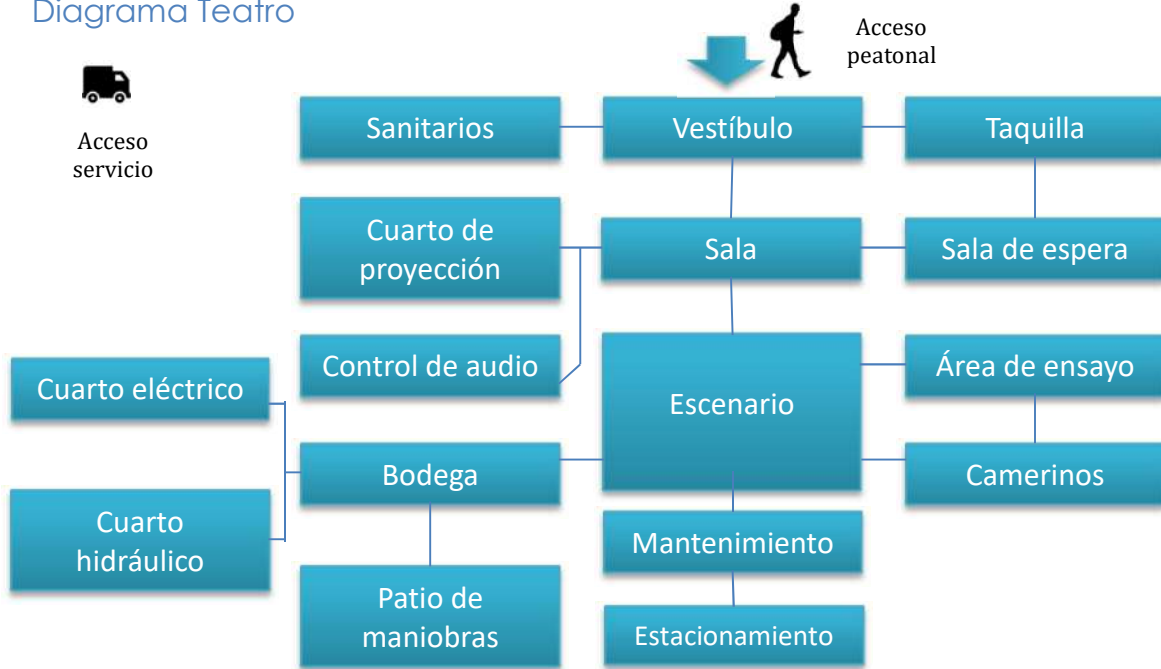 Diagrama Teatro
Acceso
peatonal
Acceso
servicio
Sanitarios
Vestíbulo
Taquilla
Cuarto de
proyección
Sala
Sala de espera
Control de audio
Cuarto eléctrico
Escenario
Área de ensayo
Bodega
Camerinos
Cuarto
hidráulico
Mantenimiento
Patio de
maniobras
Estacionamiento